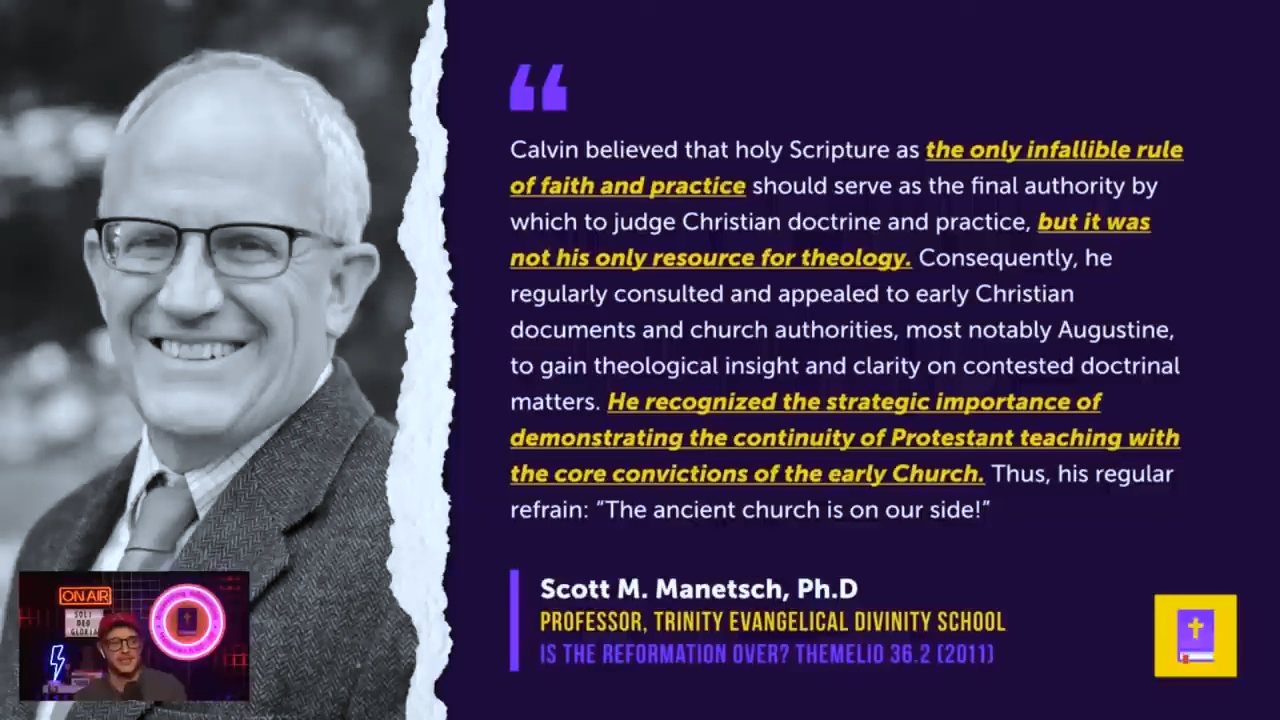 “
Calvin believed that holy Scripture as the only infallible rule
of faith and practice should serve as the final authority by
which to judge Christian doctrine and practice, but it was
not his only resource for theology. Consequently, he
regularly consulted and appealed to early Christian
documents and church authorities, most notably Augustine,
to gain theological insight and clarity on contested doctrinal
matters. He recognized the strategic importance of
demonstrating the continuity of Protestant teaching with
the core convictions of the early Church. Thus, his regular
refrain: “The ancient church is on our side!”
Scott M. Manetsch, Ph.D
PROFESSOR, TRINITY EVANGELICAL DIVINITY SCHOOL
IS THE REFORMATION OVER? THEMELIO 36.2 (2011)
ON AIR
SOLI
DEO
GLORIA